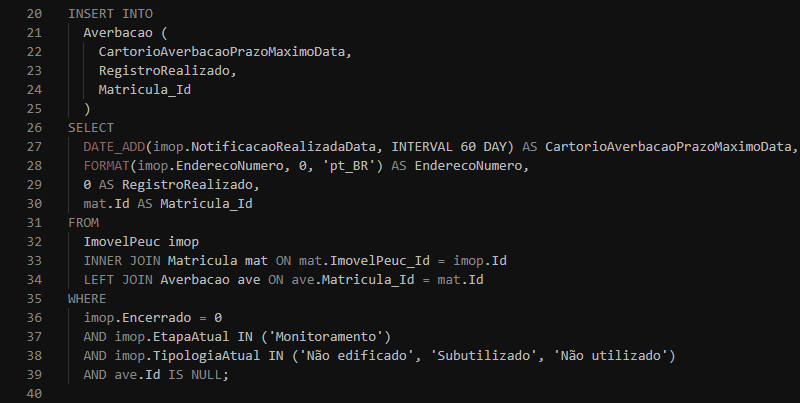 20 INSERT INTO
21 Averbacao (
22 CartorioAverbacaoPrazoMaximoData,
23 RegistroRealizado,
24 Matricula_Id
25 )
26 SELECT
27 DATE_ADD(imop.NotificacaoRealizadaData, INTERVAL 60 DAY) AS CartorioAverbacaoPrazoMaximoData,
28 FORMAT(imop.EnderecoNumero, 0, 'pt_BR') AS EnderecoNumero,
29 0 AS RegistroRealizado,
30 mat.Id AS Matricula_Id
31 FROM
32 ImovelPeuc imop
33 INNER JOIN Matricula mat ON mat.ImovelPeuc_Id = imop.Id
34 LEFT JOIN Averbacao ave ON ave.Matricula_Id = mat.Id
35 WHERE
36 imop.Encerrado = 0
37 AND imop.EtapaAtual IN ('Monitoramento')
38 AND imop.TipologiaAtual IN ('Não edificado', 'Subutilizado', 'Não utilizado')
39 AND ave.Id IS NULL;
40